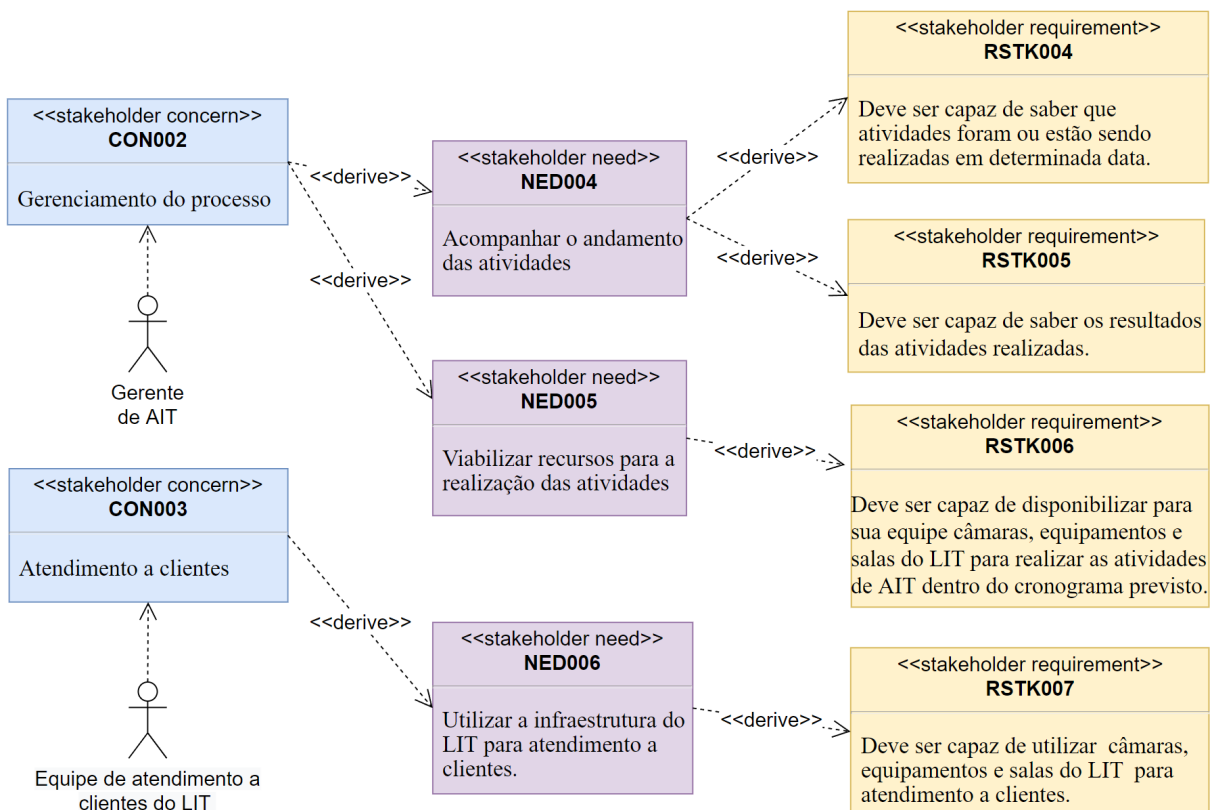 <<stakeholder concern>>
CON002
Gerenciamento do processo
Gerente
de AIT
<<stakeholder concern>>
CON003
Atendimento a clientes
Equipe de atendimento a
clientes do LIT
<<derive>>
<<derive>>
<<derive>>
<<stakeholder need>>
NED004
Acompanhar o andamento
das atividades
<<stakeholder need>>
NED005
Viabilizar recursos para a
realização das atividades
<<stakeholder need>>
NED006
Utilizar a infraestrutura do
LIT para atendimento a
clientes.
<<derive>>
<<derive>>
<<derive>>
<<derive>>
<<stakeholder requirement>>
RSTK004
Deve ser capaz de saber que
atividades foram ou estão sendo
realizadas em determinada data.
<<stakeholder requirement>>
RSTK005
Deve ser capaz de saber os resultados
das atividades realizadas.
<<stakeholder requirement>>
RSTK006
Deve ser capaz de disponibilizar para
sua equipe câmaras, equipamentos e
salas do LIT para realizar as atividades
de AIT dentro do cronograma previsto.
<<stakeholder requirement>>
RSTK007
Deve ser capaz de utilizar câmaras,
equipamentos e salas do LIT para
atendimento a clientes.